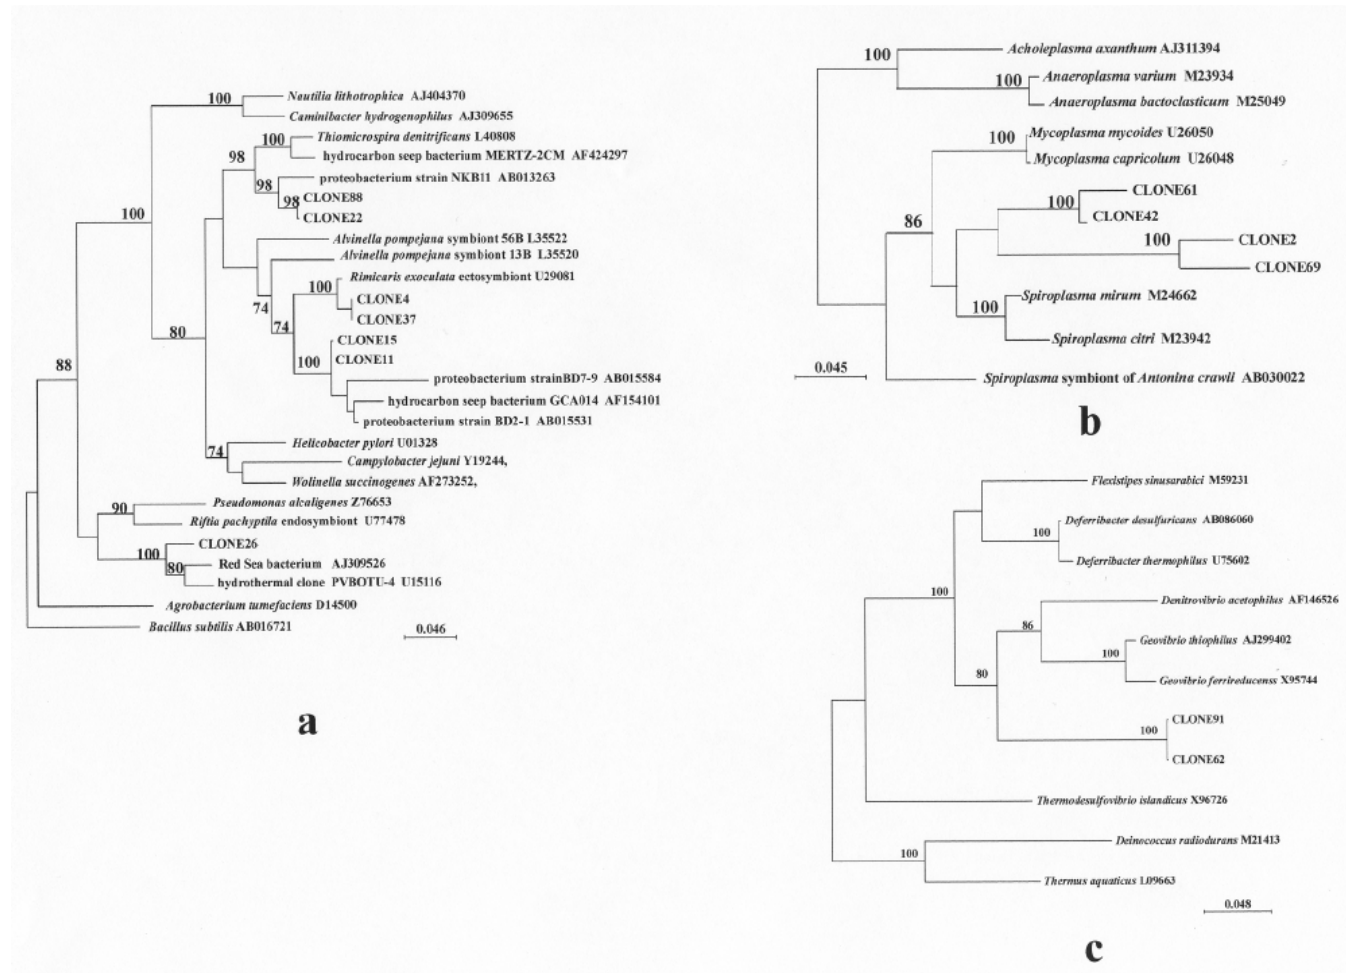 100
Nautilia lithotrophica AJ404370
Caminibacter hydrogenophilus AJ309655
100
Thiomicrospira denitrificans L40808
98
hydrocarbon seep bacterium MERTZ-2CM AF424297
98
proteobacterium strain NKB11 AB013263
98
CLONE88
CLONE22
100
Alvinella pompejana symbiont 56B L35522
Alvinella pompejana symbiont 13B L35520
Rimicaris exoculata ectosymbiont U29081
100
CLONE4
74
CLONE37
74
80
CLONE15
100
CLONE11
88
proteobacterium strainBD7-9 AB015584
hydrocarbon seep bacterium GCA014 AF154101
proteobacterium strain BD2-1 AB015531
Helicobacter pylori U01328
74
Campylobacter jejuni Y19244,
Wolinella succinogenes AF273252,
Pseudomonas alcaligenes Z76653
90
Riftia pachyptila endosymbiont U77478
CLONE26
100
Red Sea bacterium AJ309526
80
hydrothermal clone PVBOTU-4 U15116
Agrobacterium tumefaciens D14500
Bacillus subtilis AB016721
0.046
a
Acholeplasma axanthum AJ311394
100
Anaeroplasma varium M23934
100
Anaeroplasma bactoclasticum M25049
Mycoplasma mycoides U26050
100
Mycoplasma capricolum U26048
CLONE61
100
CLONE42
86
100
CLONE2
CLONE69
Spiroplasma mirum M24662
100
Spiroplasma citri M23942
0.045
Spiroplasma symbiont of Antonina crawii AB030022
b
Flexistipes sinusarabici M59231
Deferribacter desulfuricans AB086060
100
Deferribacter thermophilus U75602
100
Denitrovibrio acetophilus AF146526
86
Geovibrio thiophilus AJ299402
100
80
Geovibrio ferrireducenss X95744
CLONE91
100
CLONE62
Thermodesulfovibrio islandicus X96726
Deinococcus radiodurans M21413
100
Thermus aquaticus L09663
0.048
c